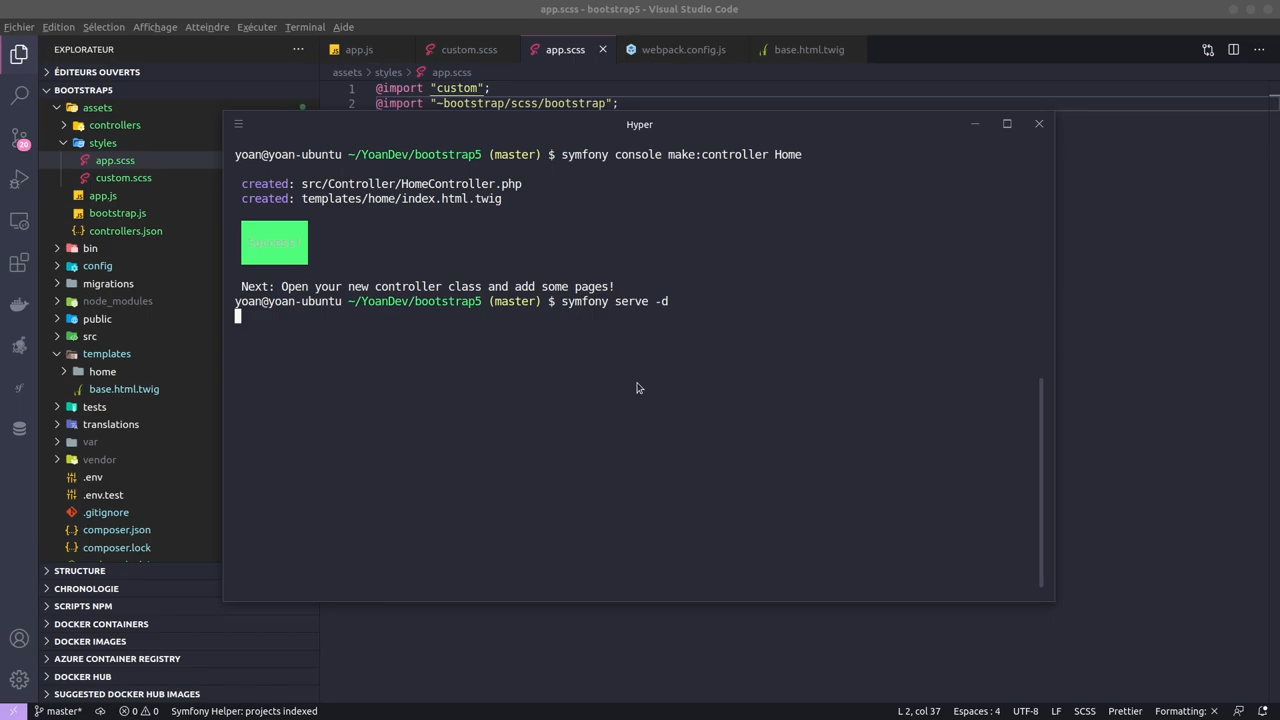 app.scss - bootstrap5 - Visual Studio Code
Fichier Edition Sélection Affichage Atteindre Exécuter Terminal Aide
EXPLORATEUR
app.js custom.scss app.scss webpack.config.js base.html.twig
ÉDITEURS OUVERTS
assets > styles > app.scss
BOOTSTRAP5
1 @import "custom";
2 @import "~bootstrap/scss/bootstrap";
assets
controllers
styles
app.scss
custom.scss
app.js
bootstrap.js
controllers.json
bin
config
migrations
node_modules
public
src
templates
home
base.html.twig
tests
translations
var
vendor
.env
.env.test
.gitignore
composer.json
composer.lock
STRUCTURE
CHRONOLOGIE
SCRIPTS NPM
DOCKER CONTAINERS
DOCKER IMAGES
AZURE CONTAINER REGISTRY
DOCKER HUB
SUGGESTED DOCKER HUB IMAGES
20
Hyper
yoan@yoan-ubuntu ~/YoanDev/bootstrap5 (master) $ symfony console make:controller Home
created: src/Controller/HomeController.php
created: templates/home/index.html.twig
Success!
Next: Open your new controller class and add some pages!
yoan@yoan-ubuntu ~/YoanDev/bootstrap5 (master) $ symfony serve -d
master* 0 0 Symfony Helper: projects indexed L 2, col 37 Espaces : 4 UTF-8 LF SCSS Prettier Formatting: ×